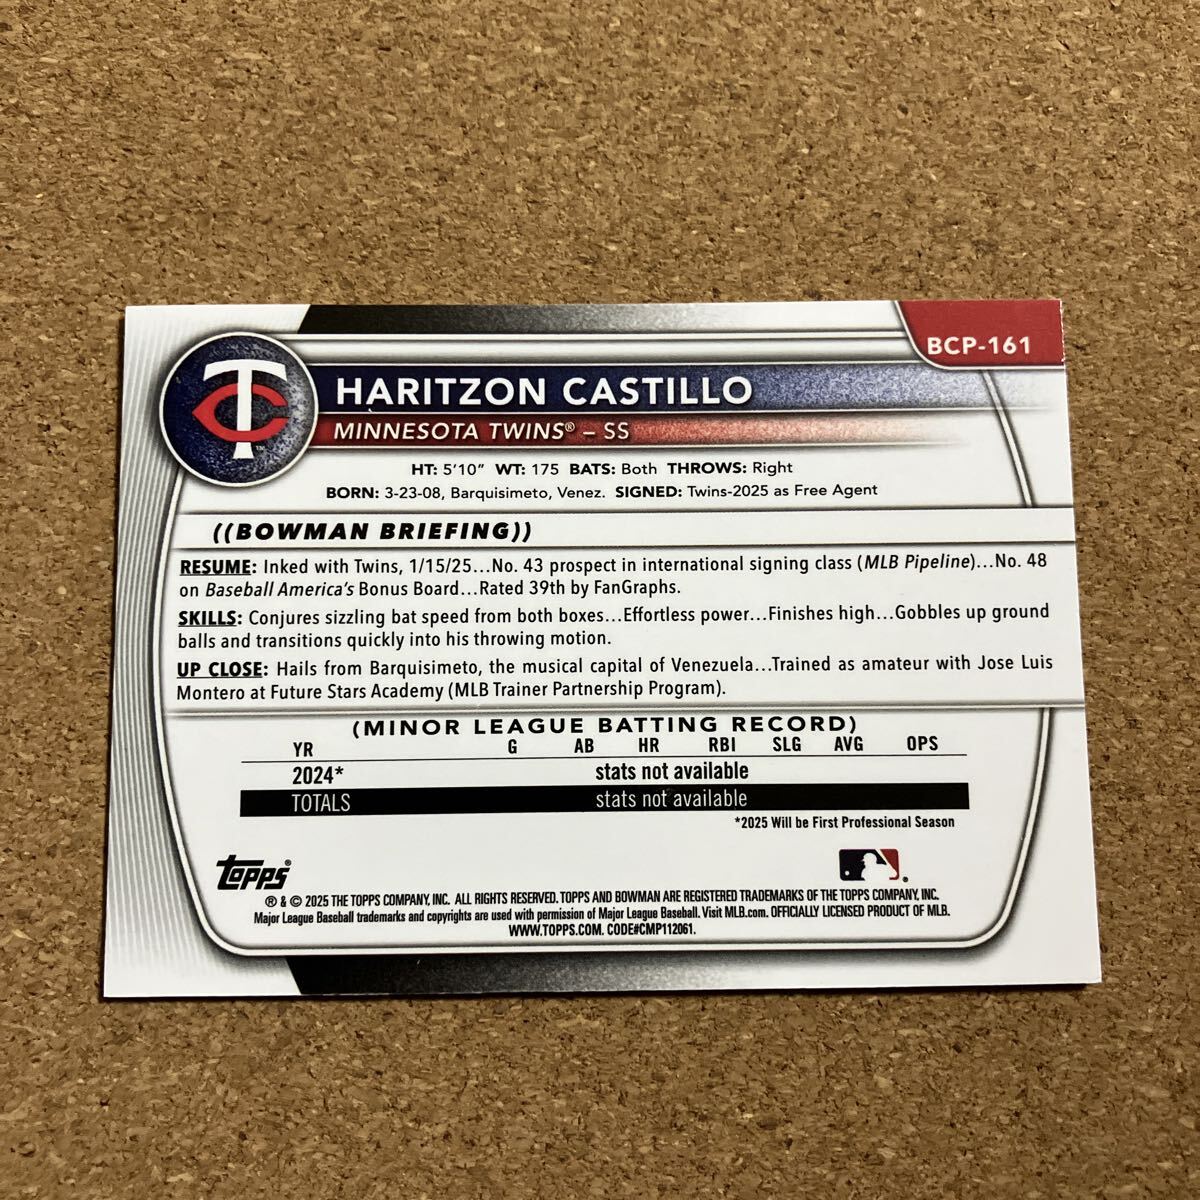 BCP-161
TC™
HARITZON CASTILLO
MINNESOTA TWINS® – SS
HT: 5'10" WT: 175 BATS: Both THROWS: Right
BORN: 3-23-08, Barquisimeto, Venez. SIGNED: Twins-2025 as Free Agent
((BOWMAN BRIEFING))
RESUME: Inked with Twins, 1/15/25...No. 43 prospect in international signing class (MLB Pipeline)...No. 48
on Baseball America's Bonus Board...Rated 39th by FanGraphs.
SKILLS: Conjures sizzling bat speed from both boxes...Effortless power...Finishes high...Gobbles up ground
balls and transitions quickly into his throwing motion.
UP CLOSE: Hails from Barquisimeto, the musical capital of Venezuela...Trained as amateur with Jose Luis
Montero at Future Stars Academy (MLB Trainer Partnership Program).
(MINOR LEAGUE BATTING RECORD)
YR G AB HR RBI SLG AVG OPS
2024* stats not available
TOTALS stats not available
*2025 Will be First Professional Season
Topps®
® & © 2025 THE TOPPS COMPANY, INC. ALL RIGHTS RESERVED. TOPPS AND BOWMAN ARE REGISTERED TRADEMARKS OF THE TOPPS COMPANY, INC.
Major League Baseball trademarks and copyrights are used with permission of Major League Baseball. Visit MLB.com. OFFICIALLY LICENSED PRODUCT OF MLB.
WWW.TOPPS.COM. CODE#CMP112061.